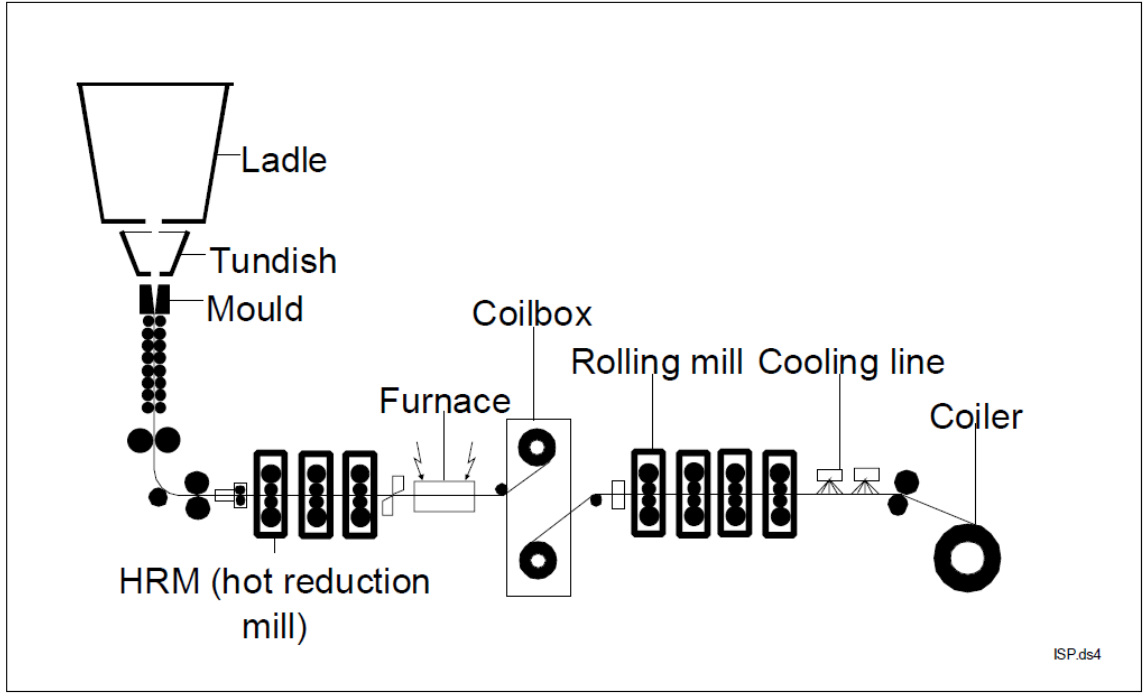 Ladle
Tundish
Mould
Coilbox
Rolling mill
Cooling line
Furnace
Coiler
HRM (hot reduction
mill)
ISP.ds4